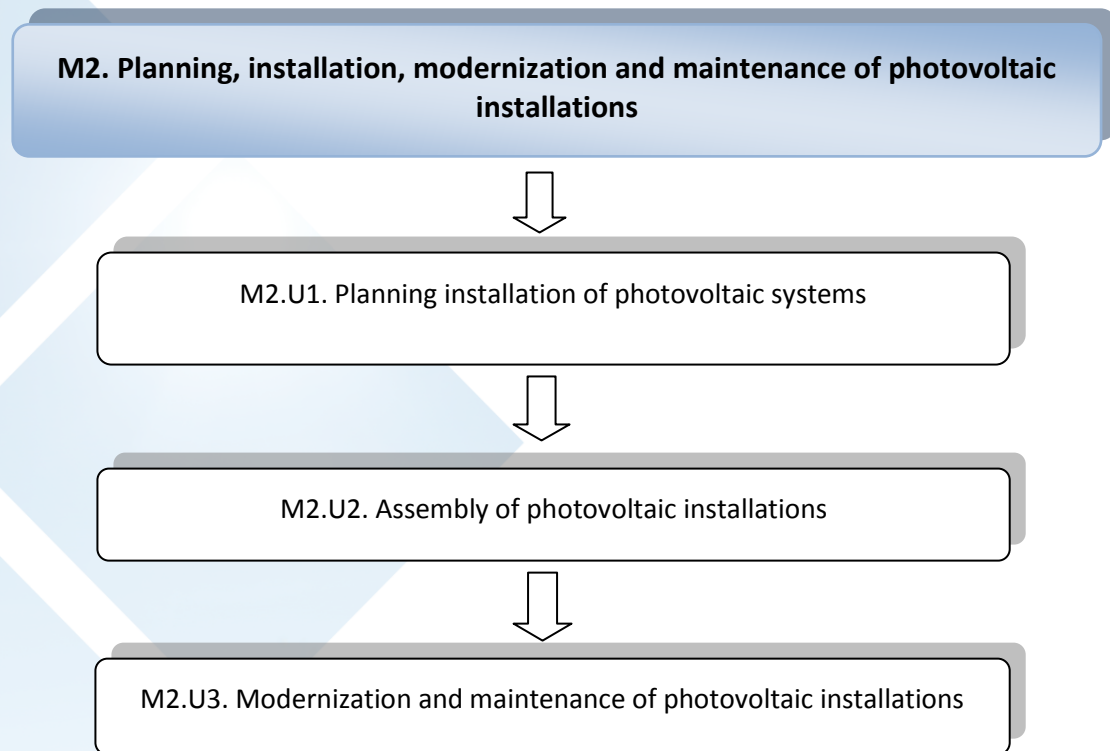 M2. Planning, installation, modernization and maintenance of photovoltaic
installations
M2.U1. Planning installation of photovoltaic systems
M2.U2. Assembly of photovoltaic installations
M2.U3. Modernization and maintenance of photovoltaic installations